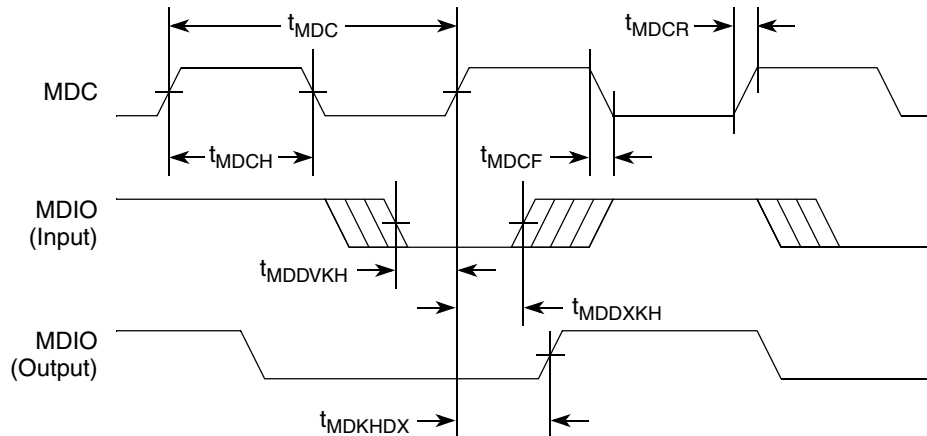 tMDC
tMDCR
MDC
tMDCH
tMDCF
MDIO
(Input)
tMDDVKH
tMDDXKH
MDIO
(Output)
tMDKHDX